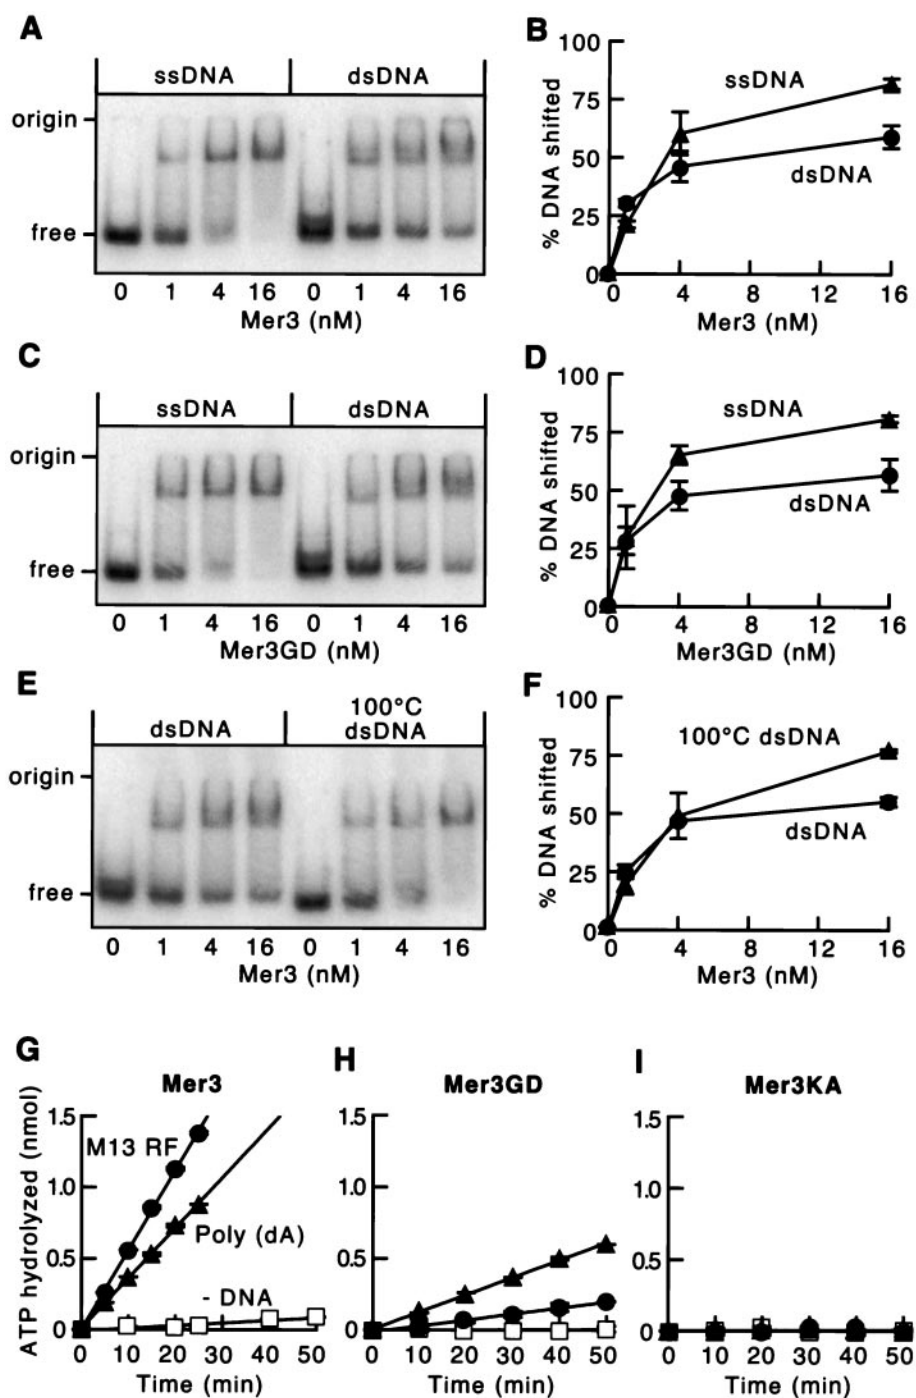 A
ssDNA dsDNA
origin
free
0 1 4 16 0 1 4 16
Mer3 (nM)
B
100
75
50
25
0
% DNA shifted
ssDNA
dsDNA
0 4 8 12 16
Mer3 (nM)
C
ssDNA dsDNA
origin
free
0 1 4 16 0 1 4 16
Mer3GD (nM)
D
100
75
50
25
0
% DNA shifted
ssDNA
dsDNA
0 4 8 12 16
Mer3GD (nM)
E
dsDNA 100°C
dsDNA
origin
free
0 1 4 16 0 1 4 16
Mer3 (nM)
F
100
75
50
25
0
% DNA shifted
100°C dsDNA
dsDNA
0 4 8 12 16
Mer3 (nM)
G
Mer3
ATP hydrolyzed (nmol)
1.5
1.0
0.5
0
M13 RF
Poly (dA)
- DNA
0 10 20 30 40 50
Time (min)
H
Mer3GD
1.5
1.0
0.5
0
0 10 20 30 40 50
Time (min)
I
Mer3KA
1.5
1.0
0.5
0
0 10 20 30 40 50
Time (min)